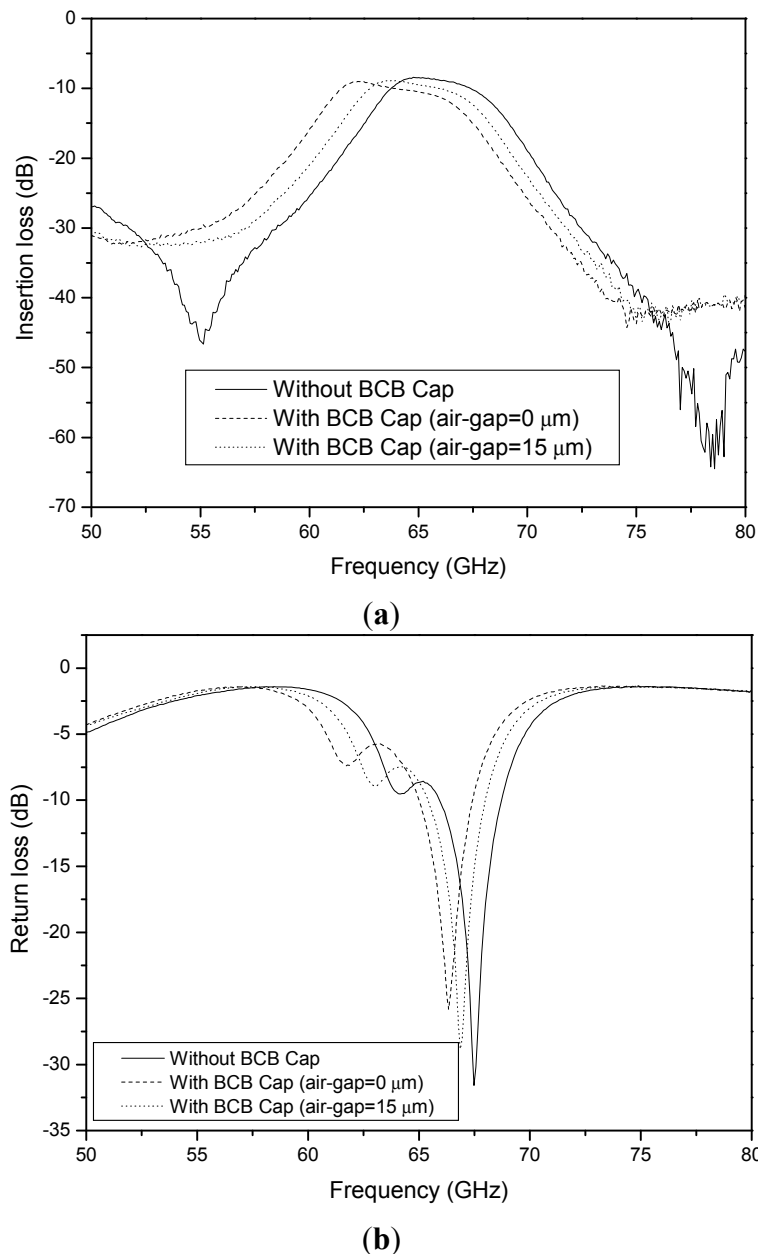 0
-10
-20
-30
-40
-50
-60
-70
Insertion loss (dB)
Without BCB Cap
With BCB Cap (air-gap=0 μm)
With BCB Cap (air-gap=15 μm)
50 55 60 65 70 75 80
Frequency (GHz)
(a)
0
-5
-10
-15
-20
-25
-30
-35
Return loss (dB)
Without BCB Cap
With BCB Cap (air-gap=0 μm)
With BCB Cap (air-gap=15 μm)
50 55 60 65 70 75 80
Frequency (GHz)
(b)